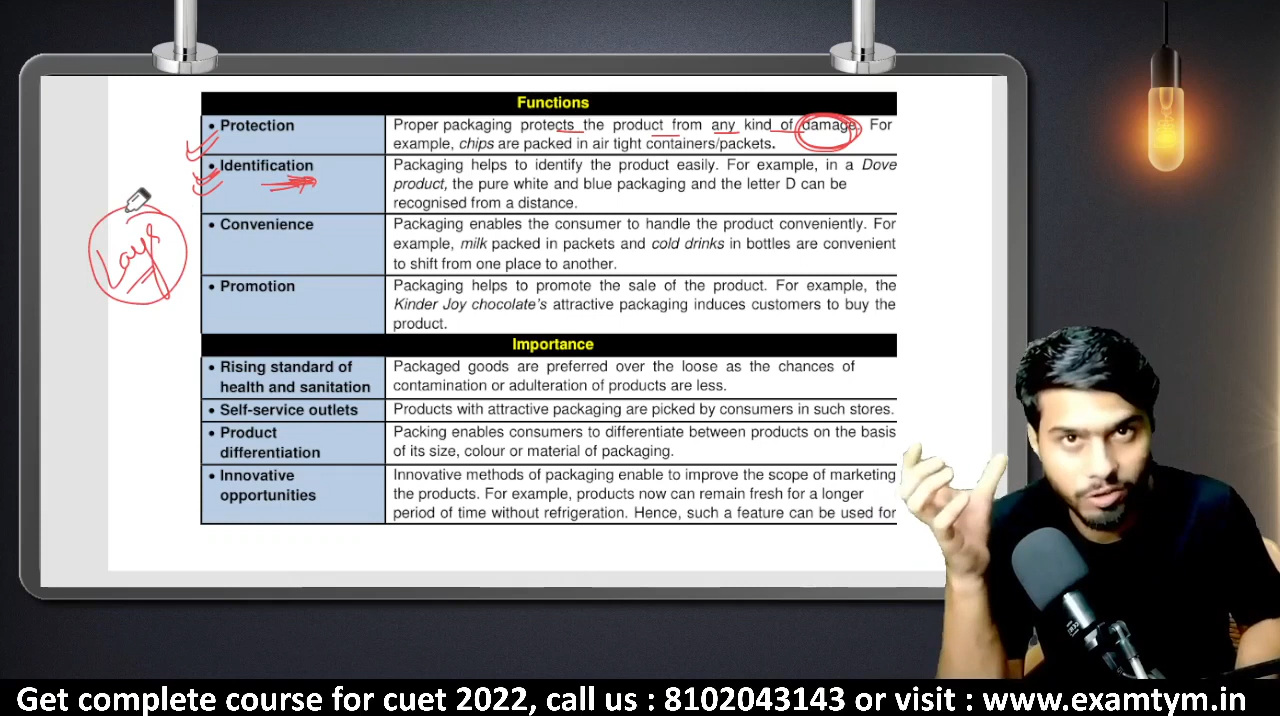 Functions
• Protection
Proper packaging protects the product from any kind of damage. For
example, chips are packed in air tight containers/packets.
• Identification
Packaging helps to identify the product easily. For example, in a Dove
product, the pure white and blue packaging and the letter D can be
recognised from a distance.
Lays
• Convenience
Packaging enables the consumer to handle the product conveniently. For
example, milk packed in packets and cold drinks in bottles are convenient
to shift from one place to another.
• Promotion
Packaging helps to promote the sale of the product. For example, the
Kinder Joy chocolate's attractive packaging induces customers to buy the
product.
Importance
• Rising standard of
health and sanitation
Packaged goods are preferred over the loose as the chances of
contamination or adulteration of products are less.
• Self-service outlets
Products with attractive packaging are picked by consumers in such stores.
• Product
differentiation
Packing enables consumers to differentiate between products on the basis
of its size, colour or material of packaging.
• Innovative
opportunities
Innovative methods of packaging enable to improve the scope of marketing
the products. For example, products now can remain fresh for a longer
period of time without refrigeration. Hence, such a feature can be used for
Get complete course for cuet 2022, call us : 8102043143 or visit : www.examtym.in